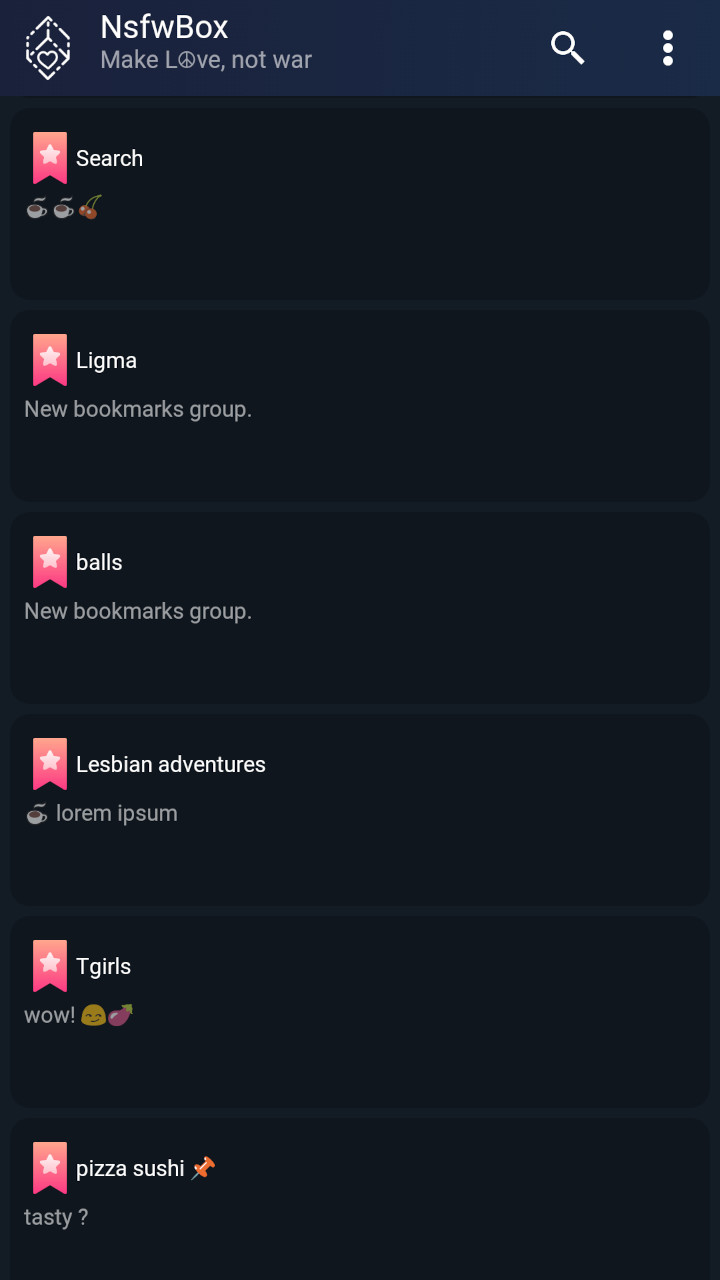 NsfwBox
Make L☮ve, not war
Search
☕☕🍒
Ligma
New bookmarks group.
balls
New bookmarks group.
Lesbian adventures
☕ lorem ipsum
Tgirls
wow! 😏🍆
pizza sushi 📌
tasty ?